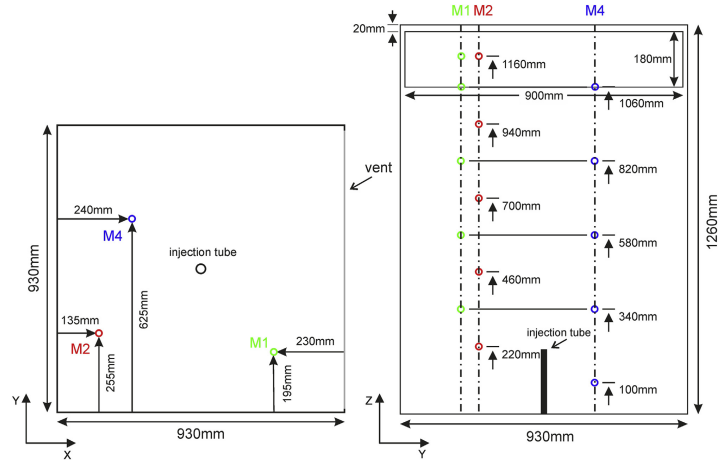 M1
M2
M4
20mm
1160mm
180mm
900mm
1060mm
940mm
820mm
700mm
580mm
460mm
340mm
injection tube
220mm
100mm
1260mm
Z
Y
930mm
vent
240mm
M4
injection tube
930mm
625mm
135mm
M2
255mm
230mm
M1
195mm
Y
X
930mm